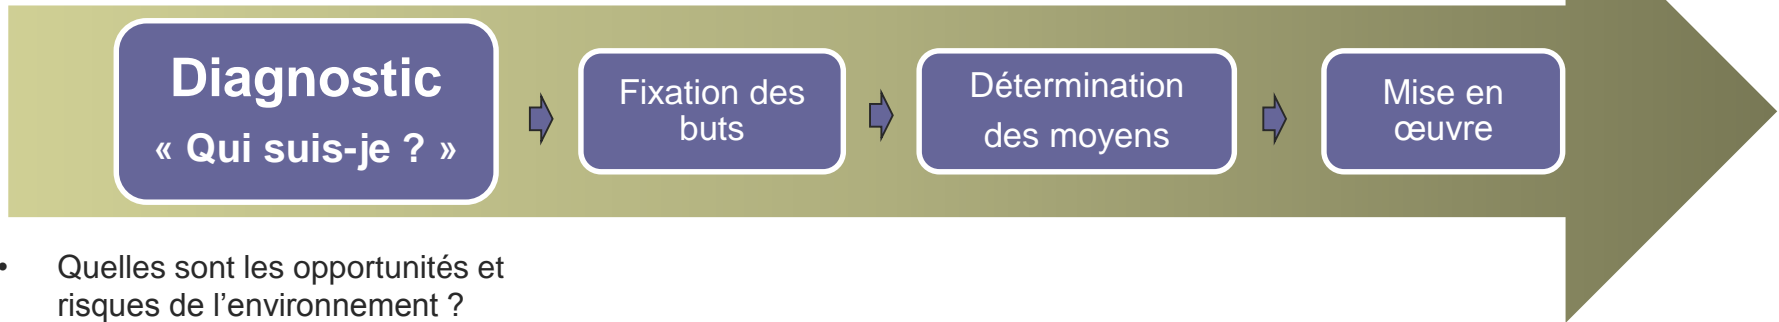 Diagnostic
« Qui suis-je ? »
Fixation des
buts
Détermination
des moyens
Mise en
œuvre
• Quelles sont les opportunités et
risques de l’environnement ?